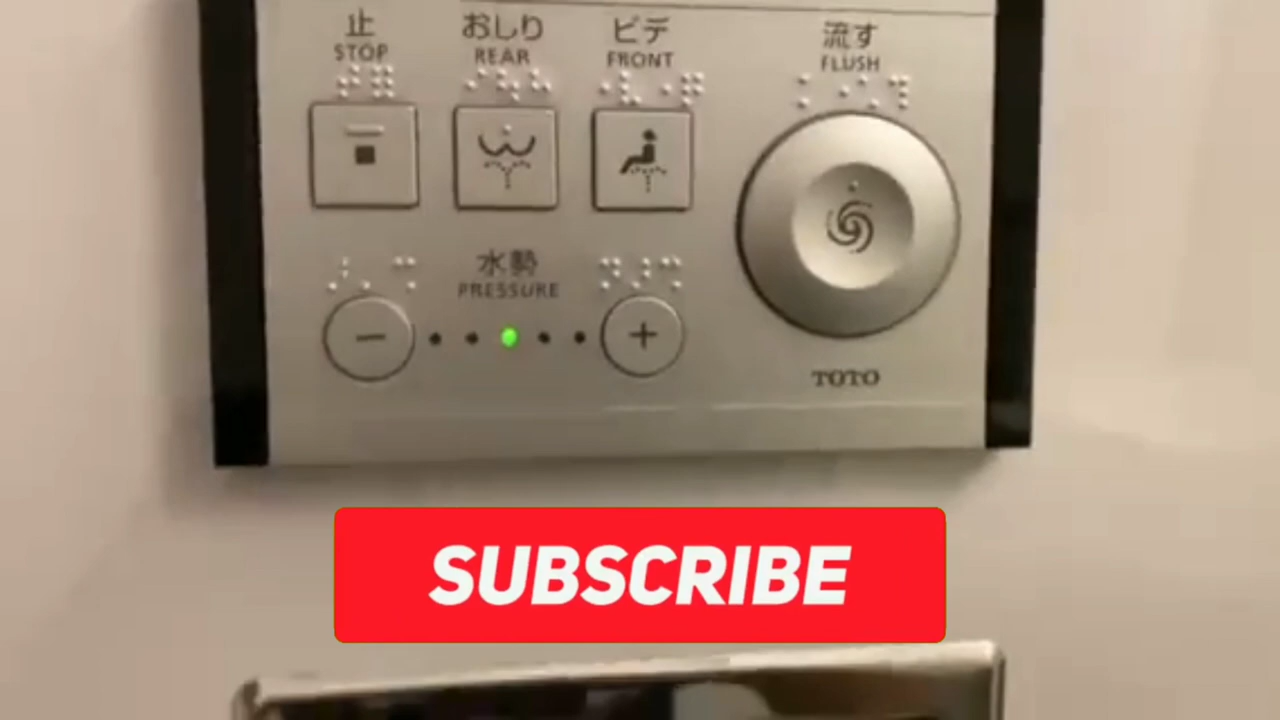 止 おしり ビデ 流す
STOP REAR FRONT FLUSH
水勢
PRESSURE
− +
TOTO
SUBSCRIBE